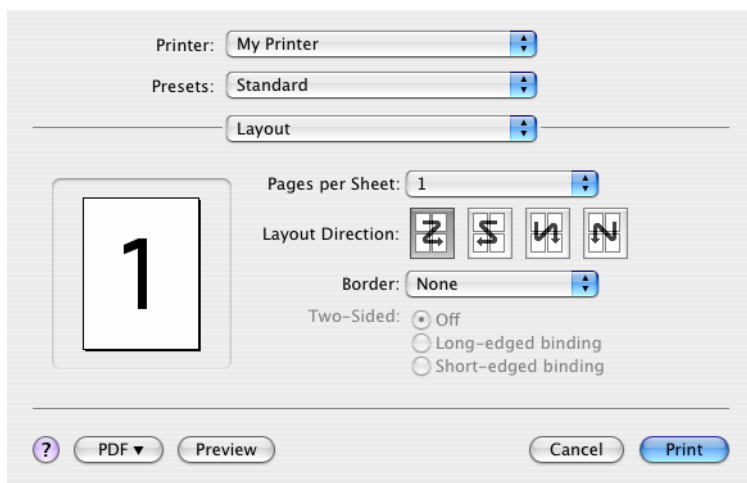 Printer: My Printer
Presets: Standard
Layout
Pages per Sheet: 1
1
Layout Direction:
Border: None
Two-Sided: Off
Long-edged binding
Short-edged binding
? PDF▼ Preview Cancel Print